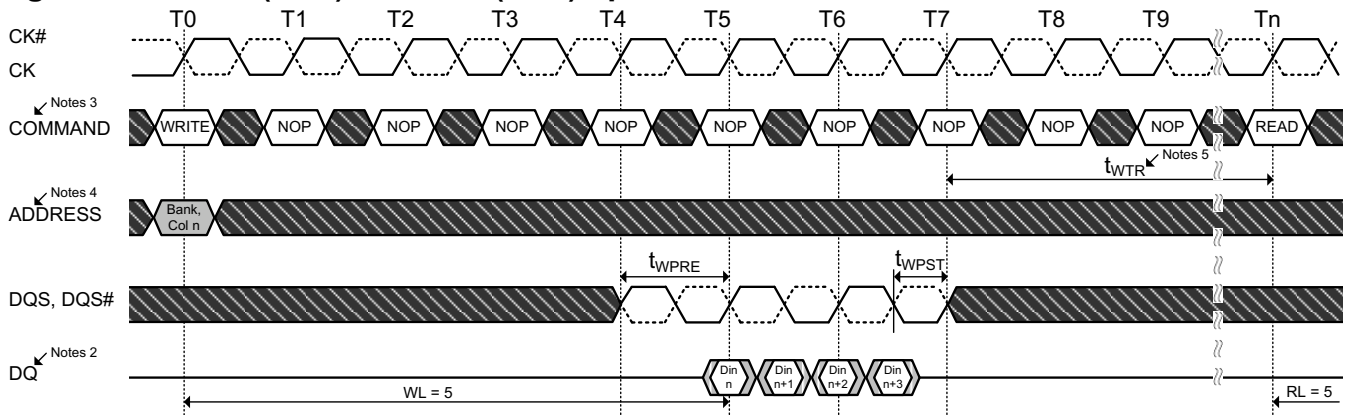 T0 T1 T2 T3 T4 T5 T6 T7 T8 T9 Tn
CK#
CK
Notes 3
COMMAND
WRITE NOP NOP NOP NOP NOP NOP NOP NOP NOP READ
tWTR Notes 5
Notes 4
ADDRESS
Bank,
Col n
tWPRE tWPST
DQS, DQS#
Notes 2
DQ
Din
n
Din
n+1
Din
n+2
Din
n+3
WL = 5
RL = 5